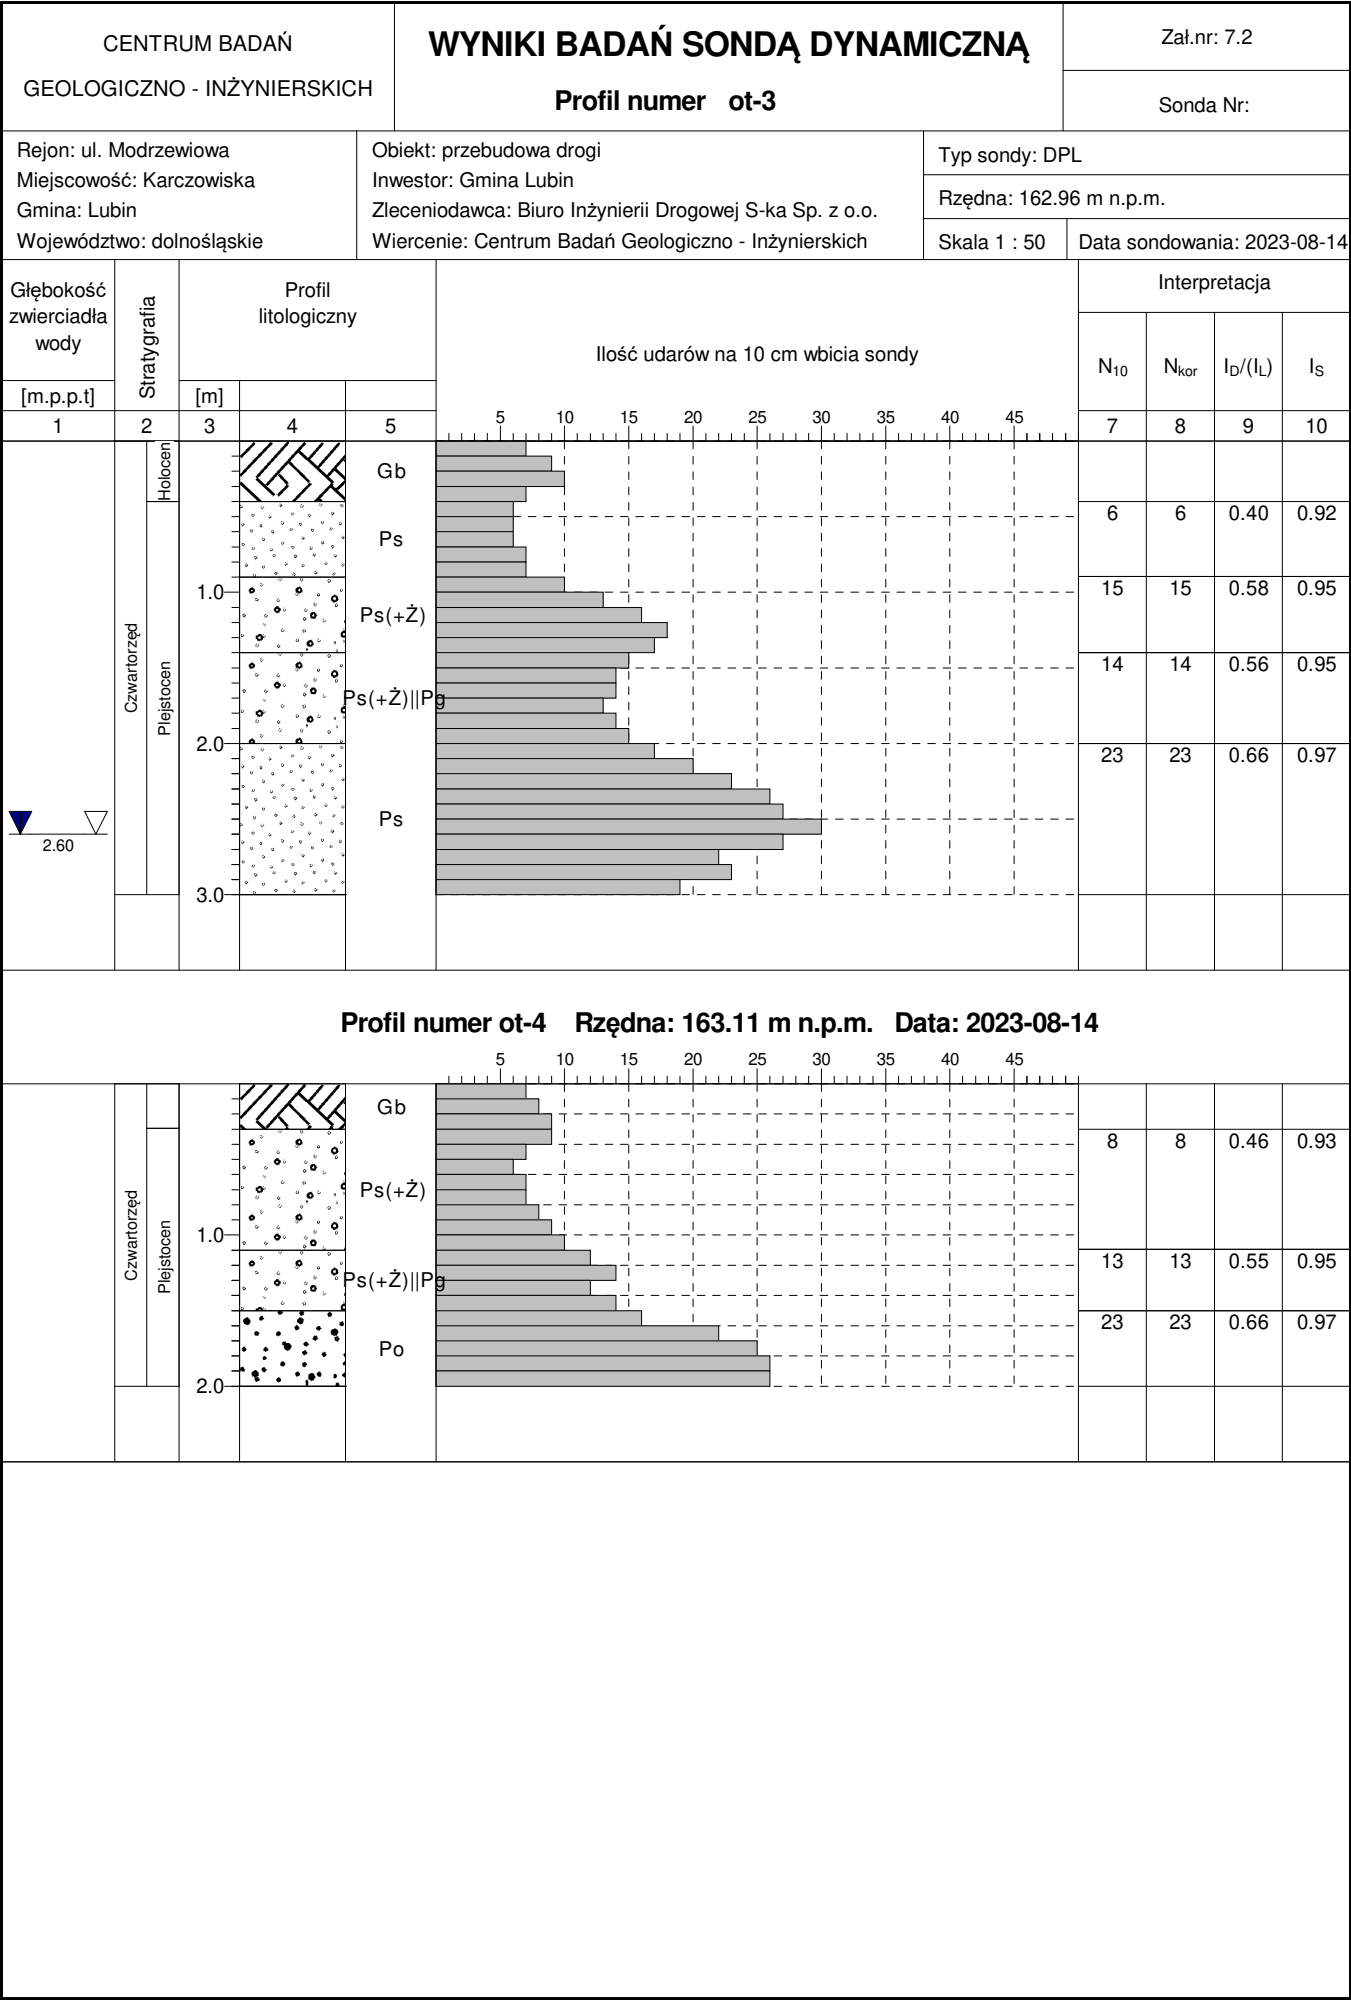 CENTRUM BADAŃ
GEOLOGICZNO - INŻYNIERSKICH
WYNIKI BADAŃ SONDĄ DYNAMICZNĄ
Profil numer ot-3
Zał.nr: 7.2
Sonda Nr:
Rejon: ul. Modrzewiowa
Miejscowość: Karczowiska
Gmina: Lubin
Województwo: dolnośląskie
Obiekt: przebudowa drogi
Inwestor: Gmina Lubin
Zleceniodawca: Biuro Inżynierii Drogowej S-ka Sp. z o.o.
Wiercenie: Centrum Badań Geologiczno - Inżynierskich
Typ sondy: DPL
Rzędna: 162.96 m n.p.m.
Skala 1 : 50
Data sondowania: 2023-08-14
Głębokość
zwierciadła
wody
[m.p.p.t]
Stratygrafia
Profil
litologiczny
[m]
Ilość udarów na 10 cm wbicia sondy
Interpretacja
N10 Nkor ID/(IL) IS
5 10 15 20 25 30 35 40 45
1 2 3 4 5 7 8 9 10
Holocen
Czwartorzęd
Plejstocen
Gb
Ps
6 6 0.40 0.92
1.0
Ps(+Ż)
15 15 0.58 0.95
Ps(+Ż)||Pg
14 14 0.56 0.95
2.0
23 23 0.66 0.97
Ps
2.60
3.0
Profil numer ot-4 Rzędna: 163.11 m n.p.m. Data: 2023-08-14
5 10 15 20 25 30 35 40 45
Czwartorzęd
Plejstocen
Gb
8 8 0.46 0.93
Ps(+Ż)
1.0
13 13 0.55 0.95
Ps(+Ż)||Pg
23 23 0.66 0.97
Po
2.0